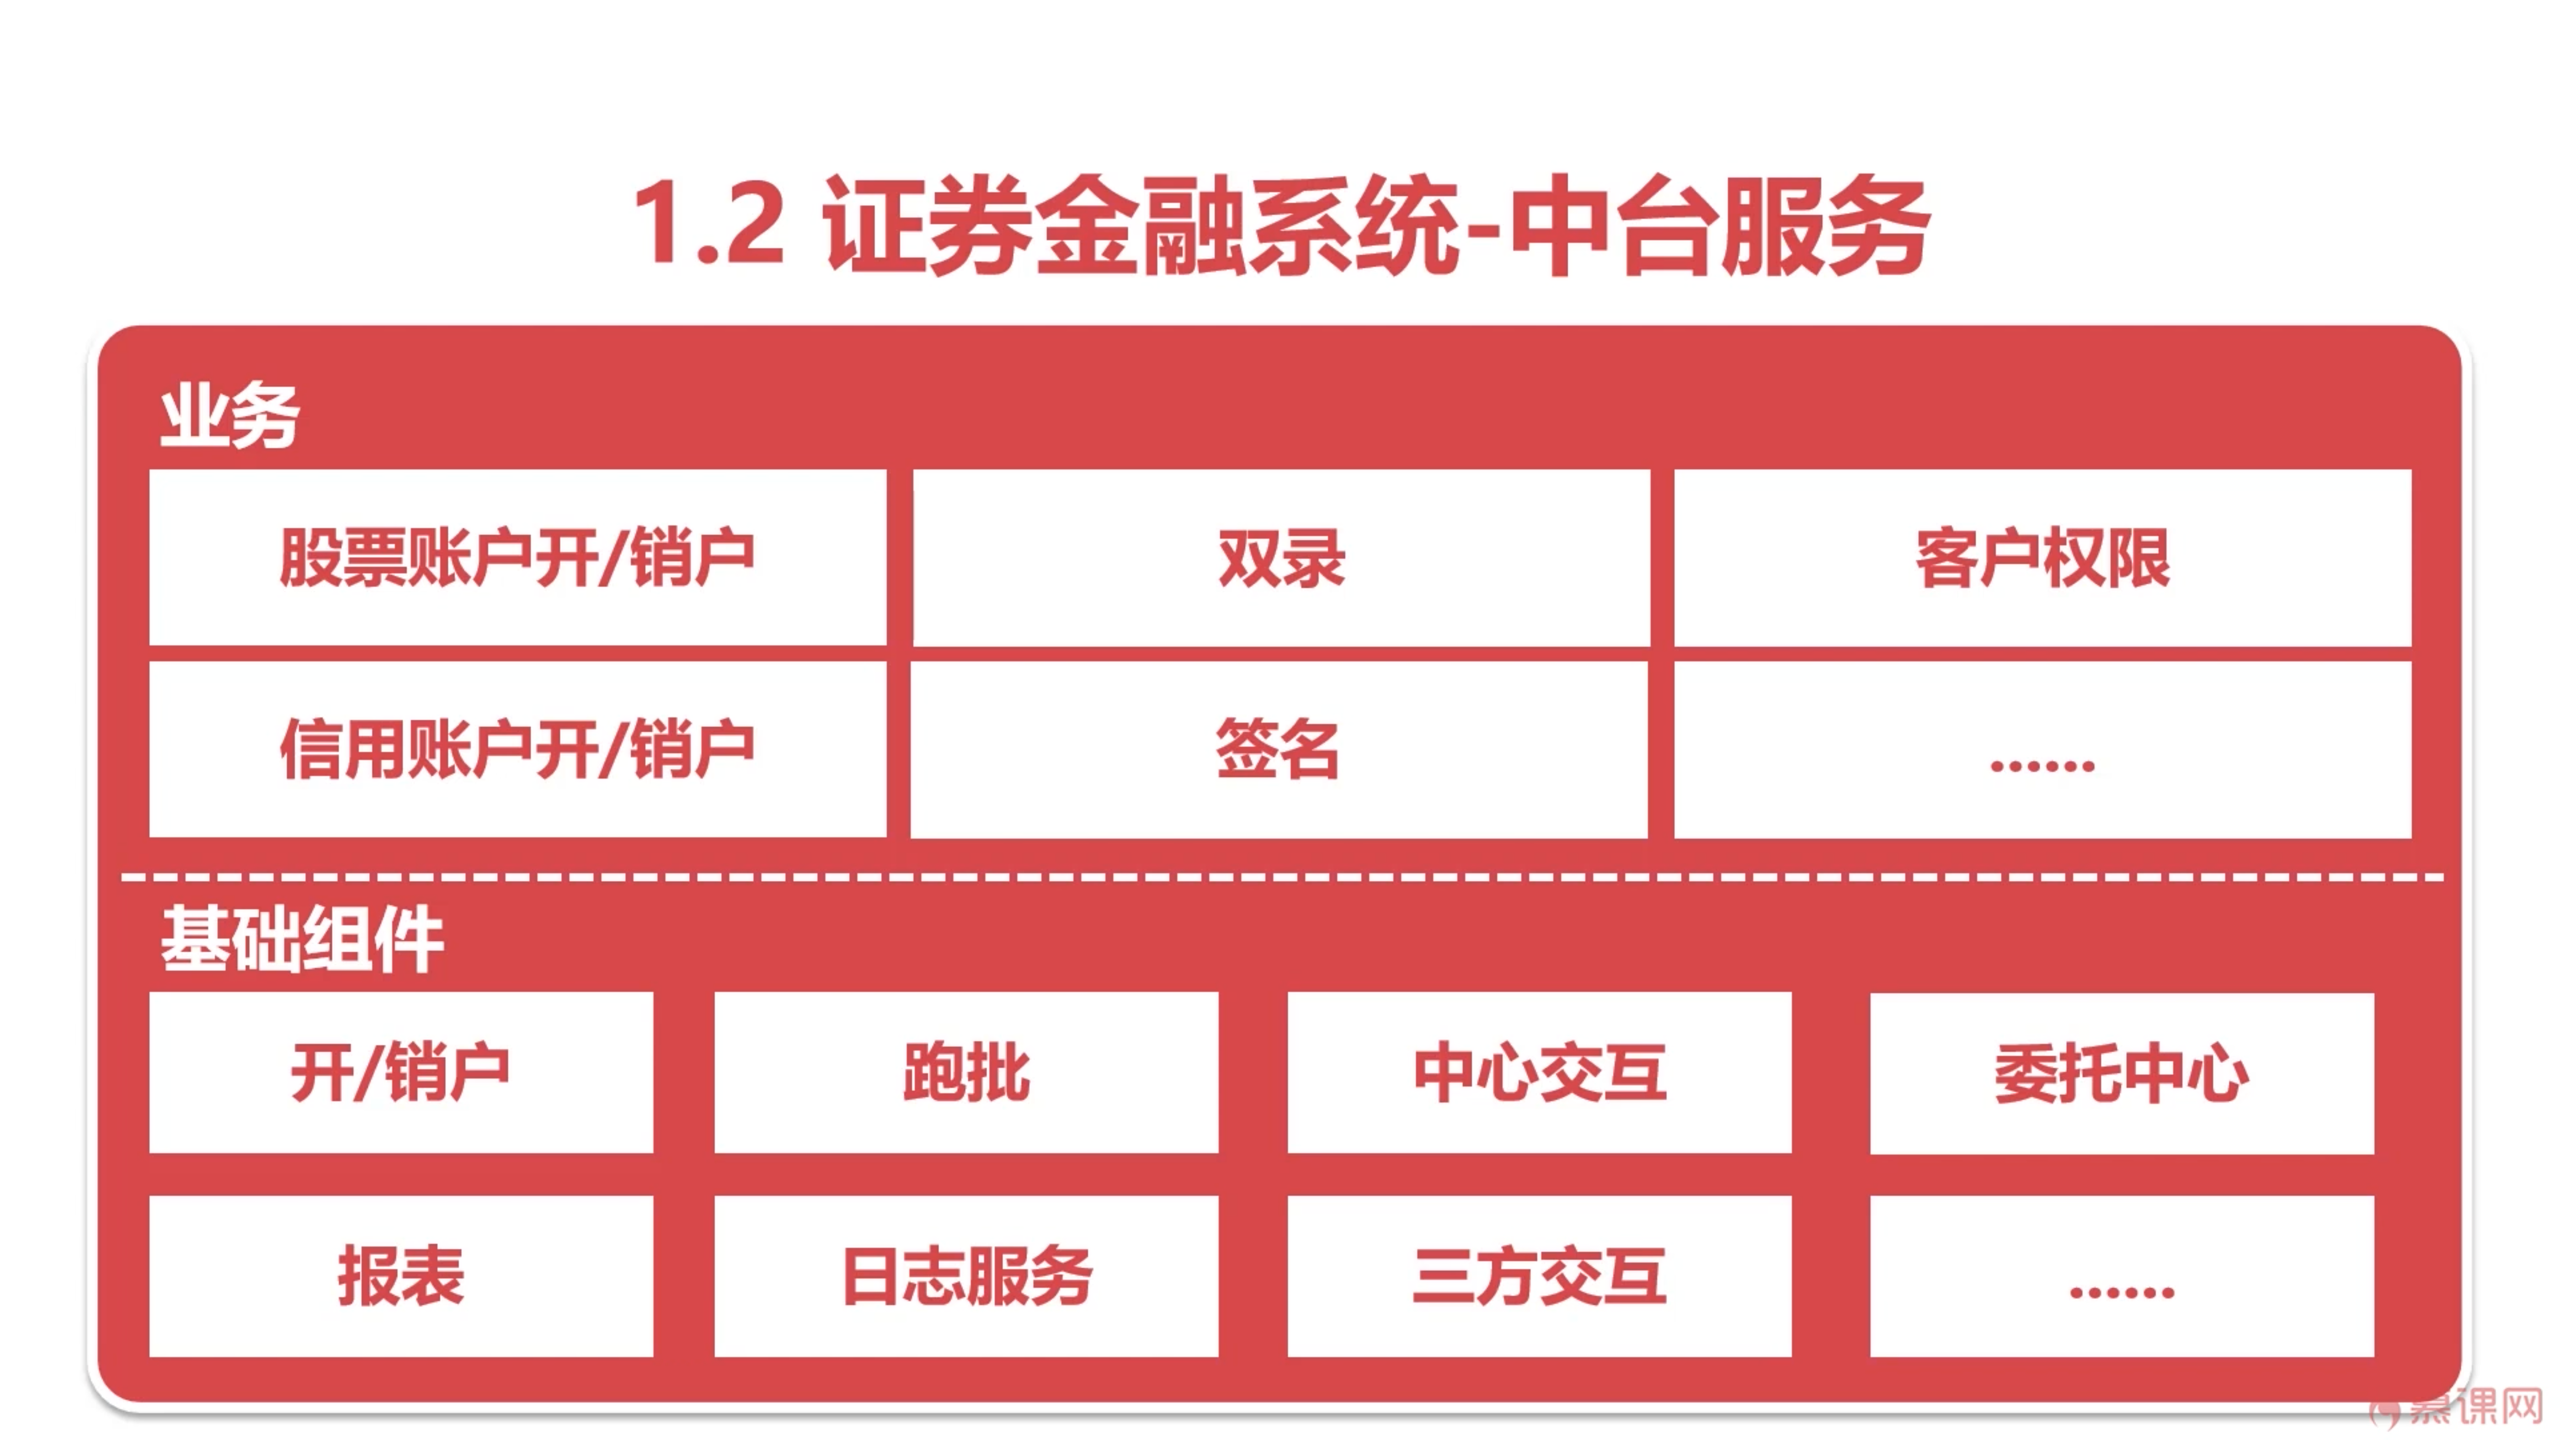 1.2 证券金融系统-中台服务
业务
股票账户开/销户
双录
客户权限
信用账户开/销户
签名
......
基础组件
开/销户
跑批
中心交互
委托中心
报表
日志服务
三方交互
......
慕课网